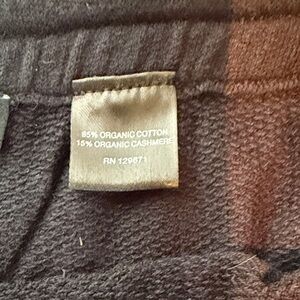 85% ORGANIC COTTON
15% ORGANIC CASHMERE
RN 129871